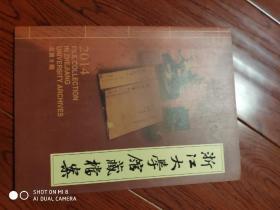 2014
FILE COLLECTION
IN ZHEJIANG
UNIVERSITY ARCHIVES
浙江大學館藏檔案
SHOT ON MI 8
AI DUAL CAMERA